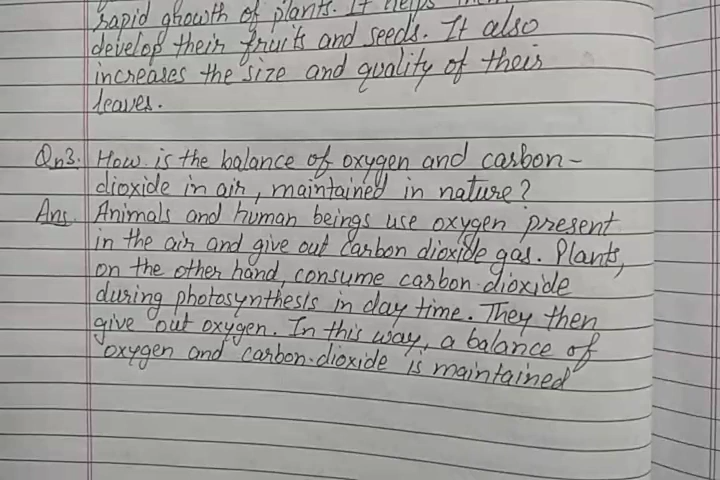 rapid growth of plants. It helps them
develop their fruits and seeds. It also
increases the size and quality of their
leaves.
Qn3. How is the balance of oxygen and carbon-
dioxide in air, maintained in nature?
Ans. Animals and human beings use oxygen present
in the air and give out carbon dioxide gas. Plants,
on the other hand, consume carbon-dioxide
during photosynthesis in day time. They then
give out oxygen. In this way, a balance of
oxygen and carbon-dioxide is maintained